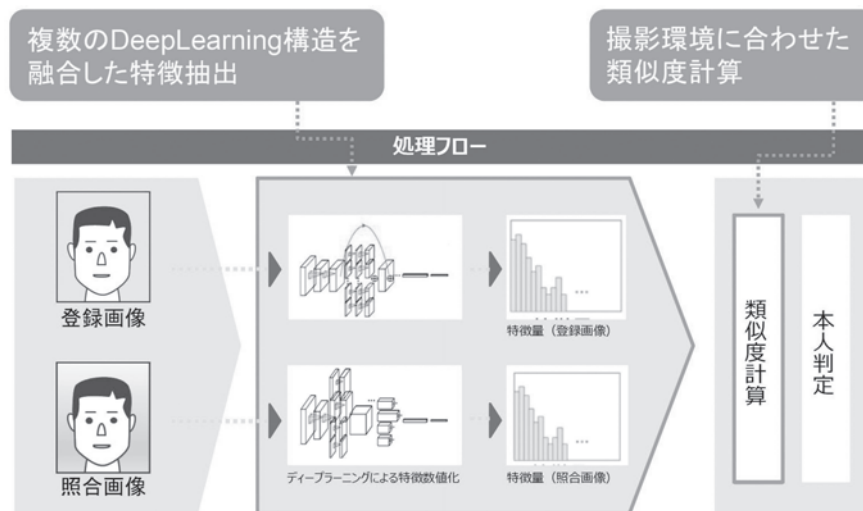 複数のDeepLearning構造を
融合した特徴抽出
撮影環境に合わせた
類似度計算
処理フロー
登録画像
照合画像
特徴量（登録画像）
ディープラーニングによる特徴数値化
特徴量（照合画像）
類似度計算
本人判定